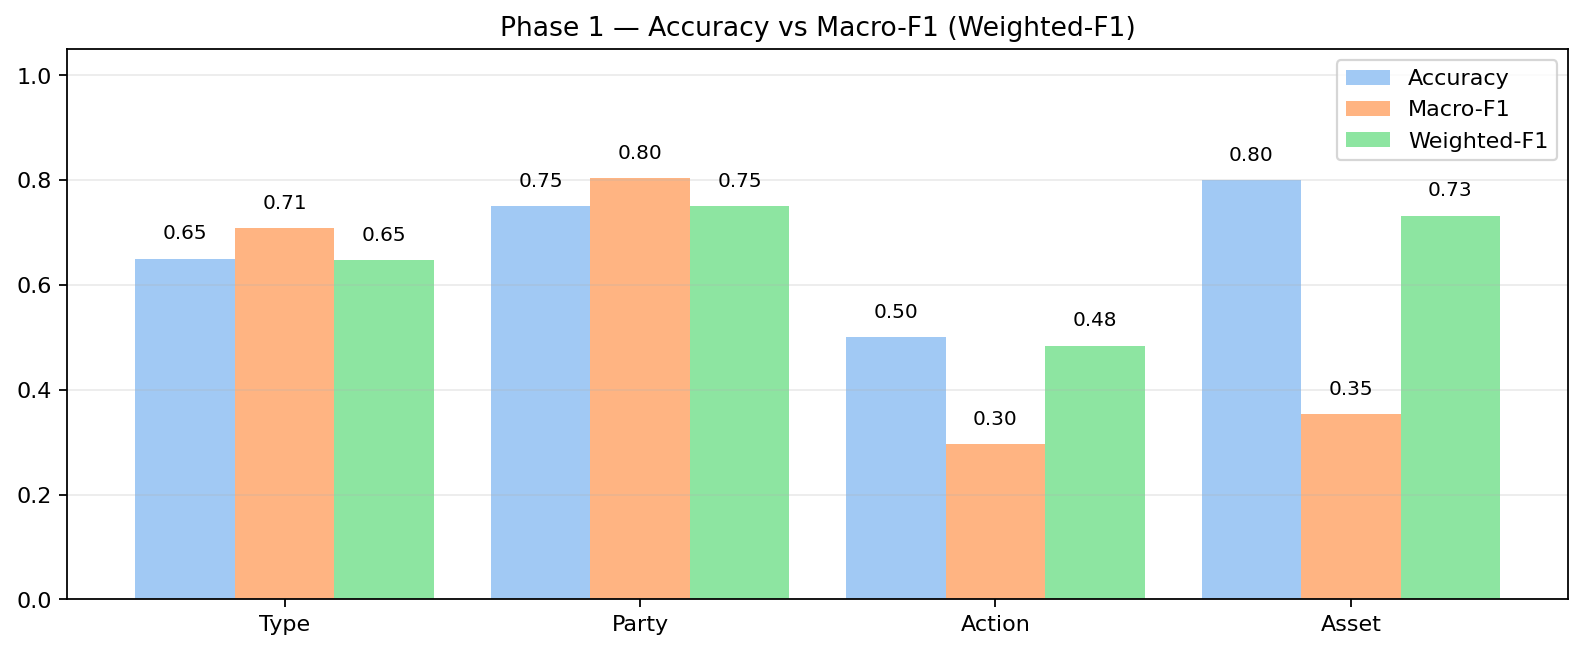 Phase 1 — Accuracy vs Macro-F1 (Weighted-F1)
1.0
0.8
0.6
0.4
0.2
0.0
Accuracy
Macro-F1
Weighted-F1
0.65
0.71
0.65
0.75
0.80
0.75
0.50
0.30
0.48
0.80
0.35
0.73
Type
Party
Action
Asset